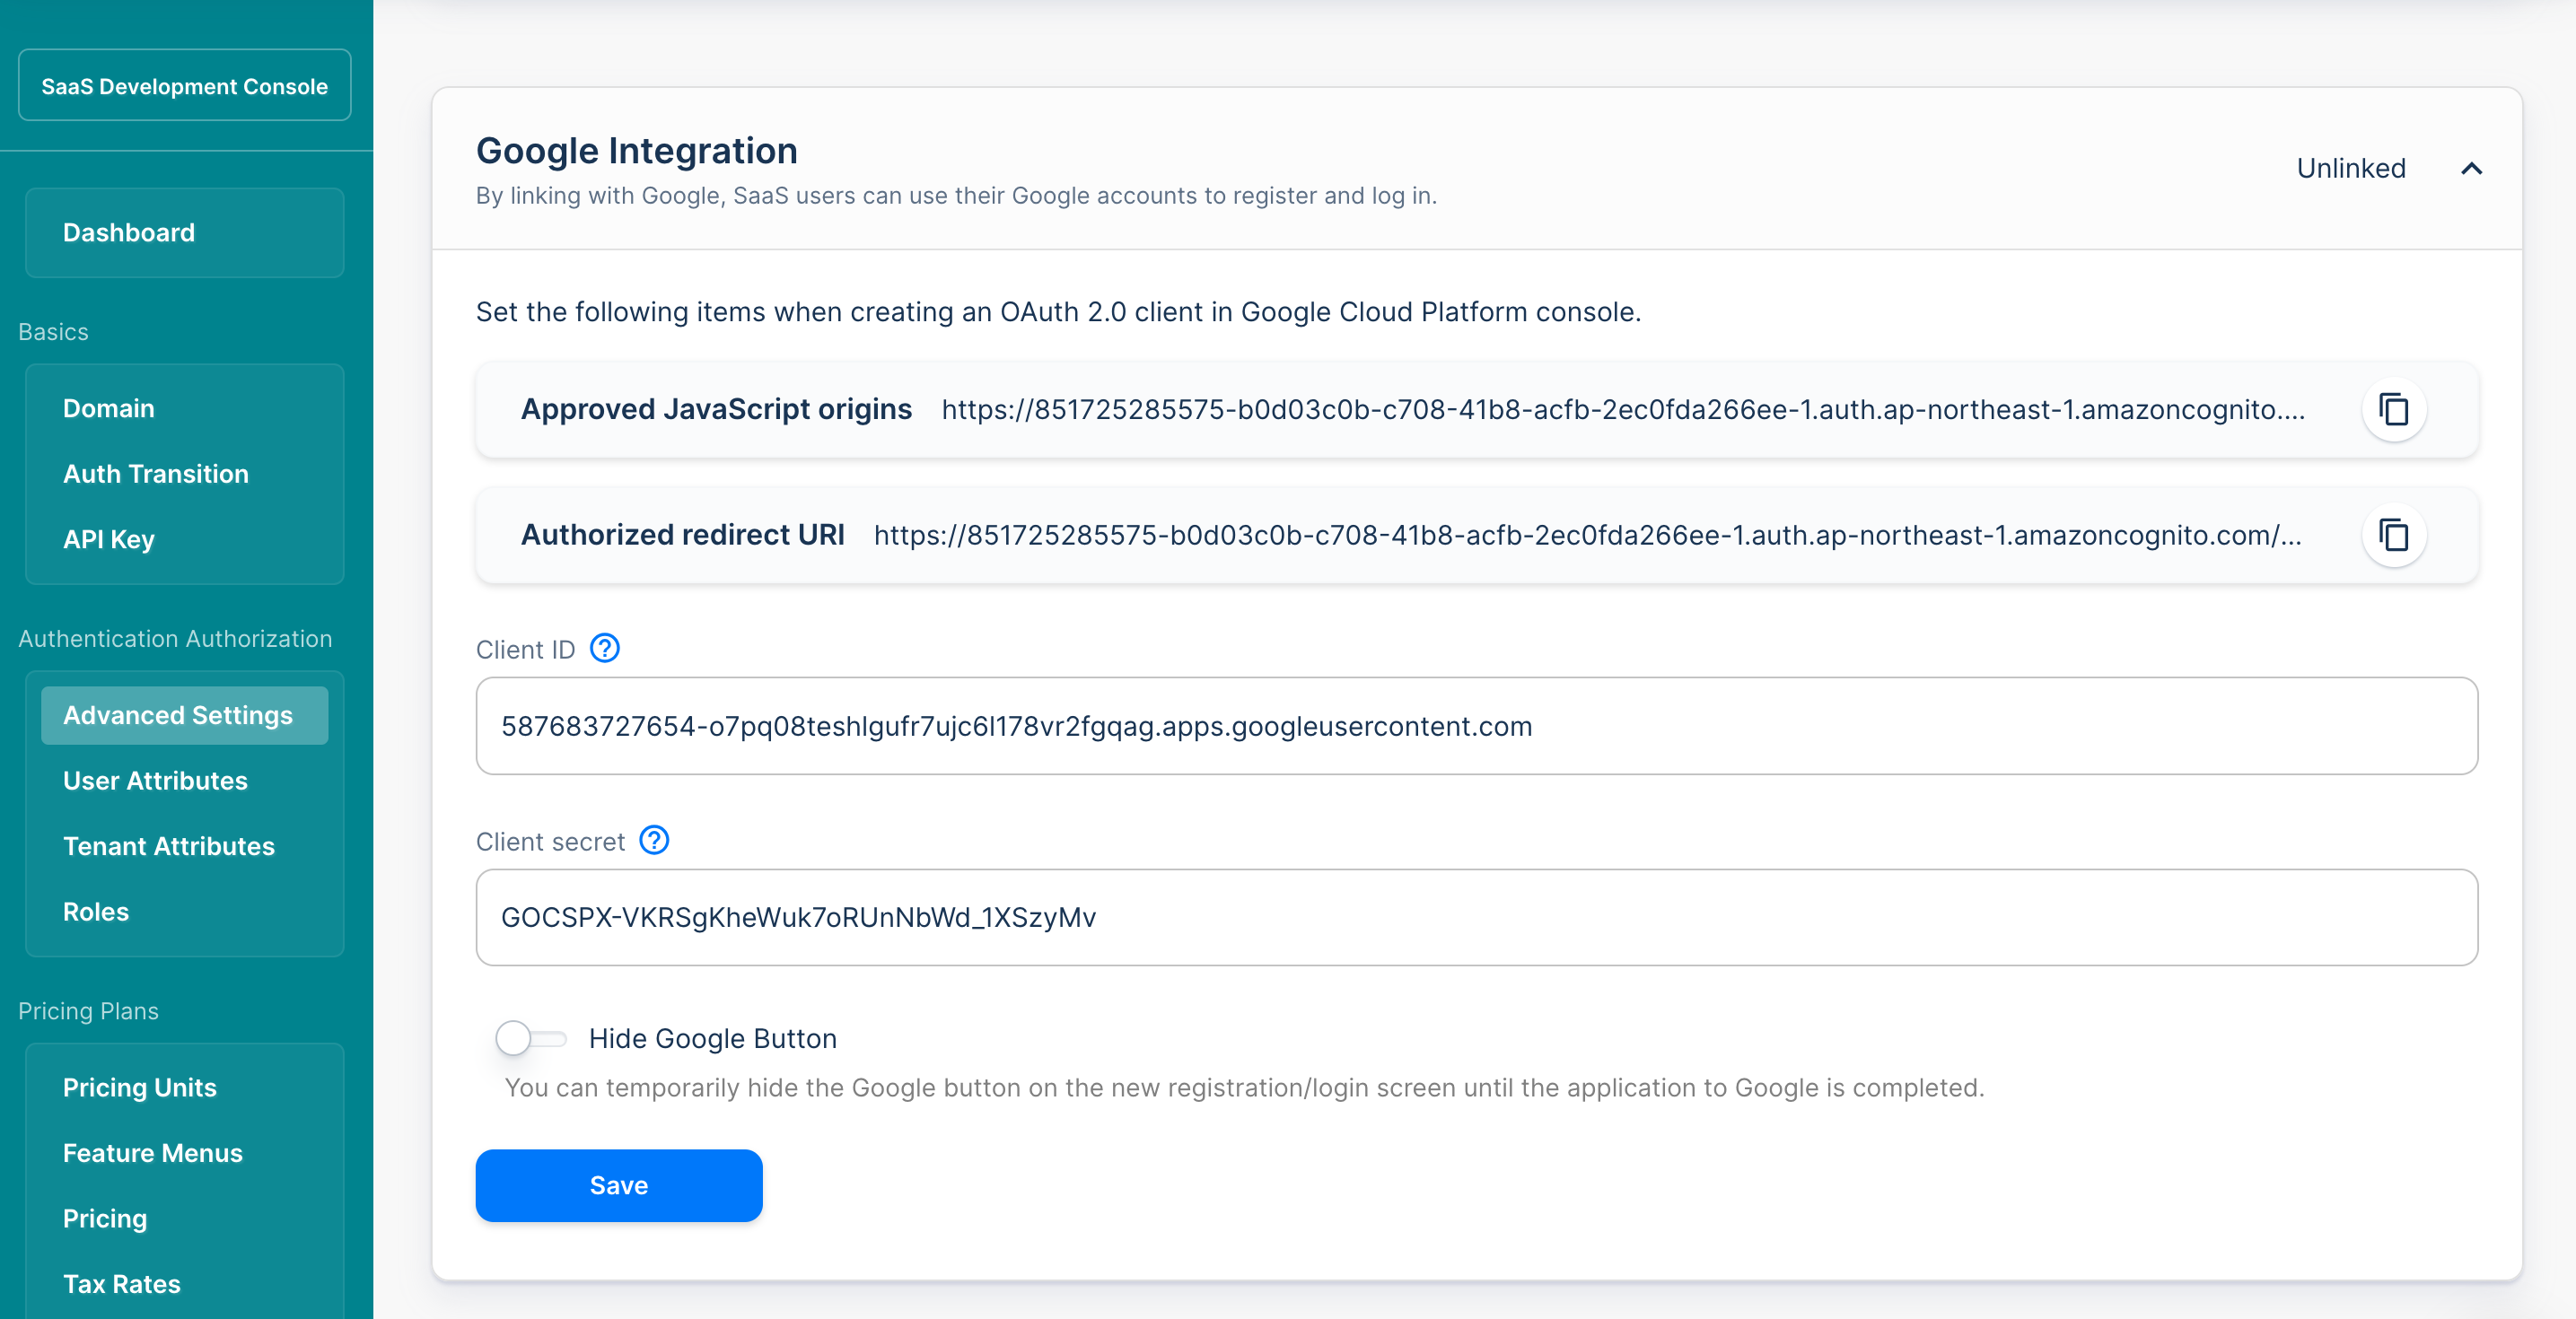 SaaS Development Console
Dashboard
Basics
Domain
Auth Transition
API Key
Authentication Authorization
Advanced Settings
User Attributes
Tenant Attributes
Roles
Pricing Plans
Pricing Units
Feature Menus
Pricing
Tax Rates
Google Integration
By linking with Google, SaaS users can use their Google accounts to register and log in.
Unlinked
Set the following items when creating an OAuth 2.0 client in Google Cloud Platform console.
Approved JavaScript origins https://851725285575-b0d03c0b-c708-41b8-acfb-2ec0fda266ee-1.auth.ap-northeast-1.amazoncognito....
Authorized redirect URI https://851725285575-b0d03c0b-c708-41b8-acfb-2ec0fda266ee-1.auth.ap-northeast-1.amazoncognito.com/...
Client ID ?
587683727654-o7pq08teshlgufr7ujc6l178vr2fgqag.apps.googleusercontent.com
Client secret ?
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
Hide Google Button
You can temporarily hide the Google button on the new registration/login screen until the application to Google is completed.
Save